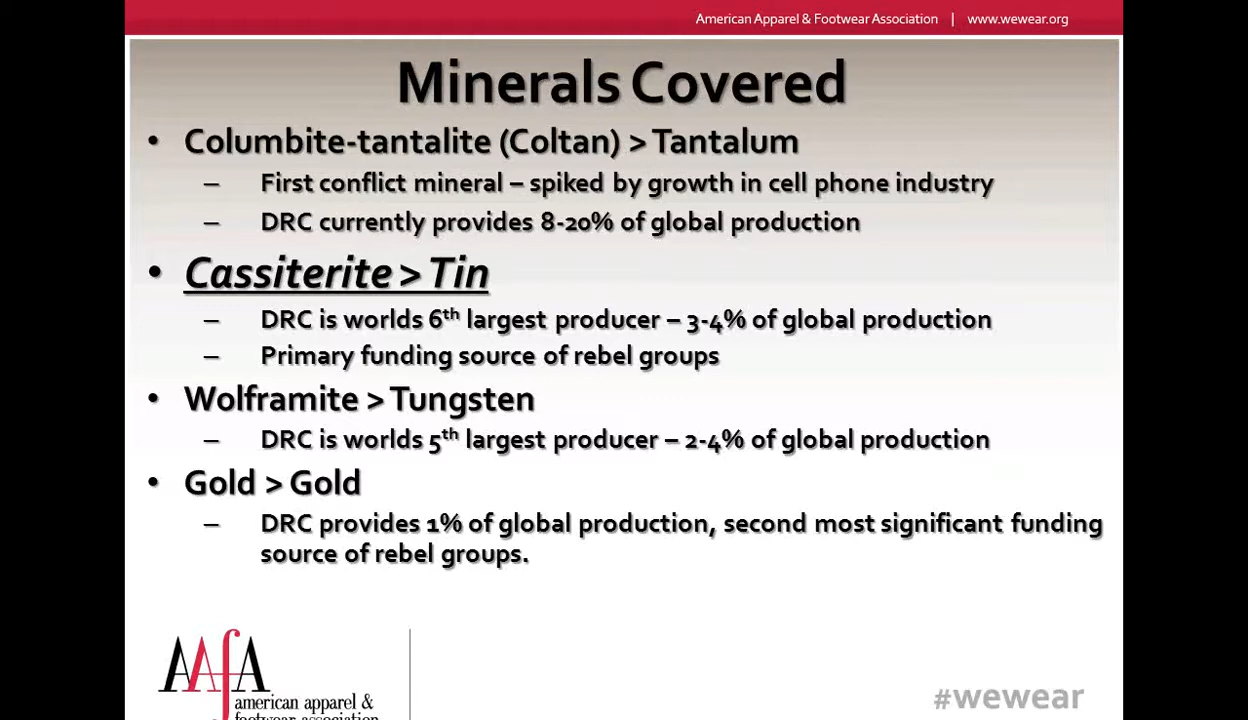 American Apparel & Footwear Association | www.wewear.org
Minerals Covered
• Columbite-tantalite (Coltan) > Tantalum
– First conflict mineral – spiked by growth in cell phone industry
– DRC currently provides 8-20% of global production
• Cassiterite > Tin
– DRC is worlds 6th largest producer – 3-4% of global production
– Primary funding source of rebel groups
• Wolframite > Tungsten
– DRC is worlds 5th largest producer – 2-4% of global production
• Gold > Gold
– DRC provides 1% of global production, second most significant funding
source of rebel groups.
AAfA
american apparel &
footwear association
#wewear